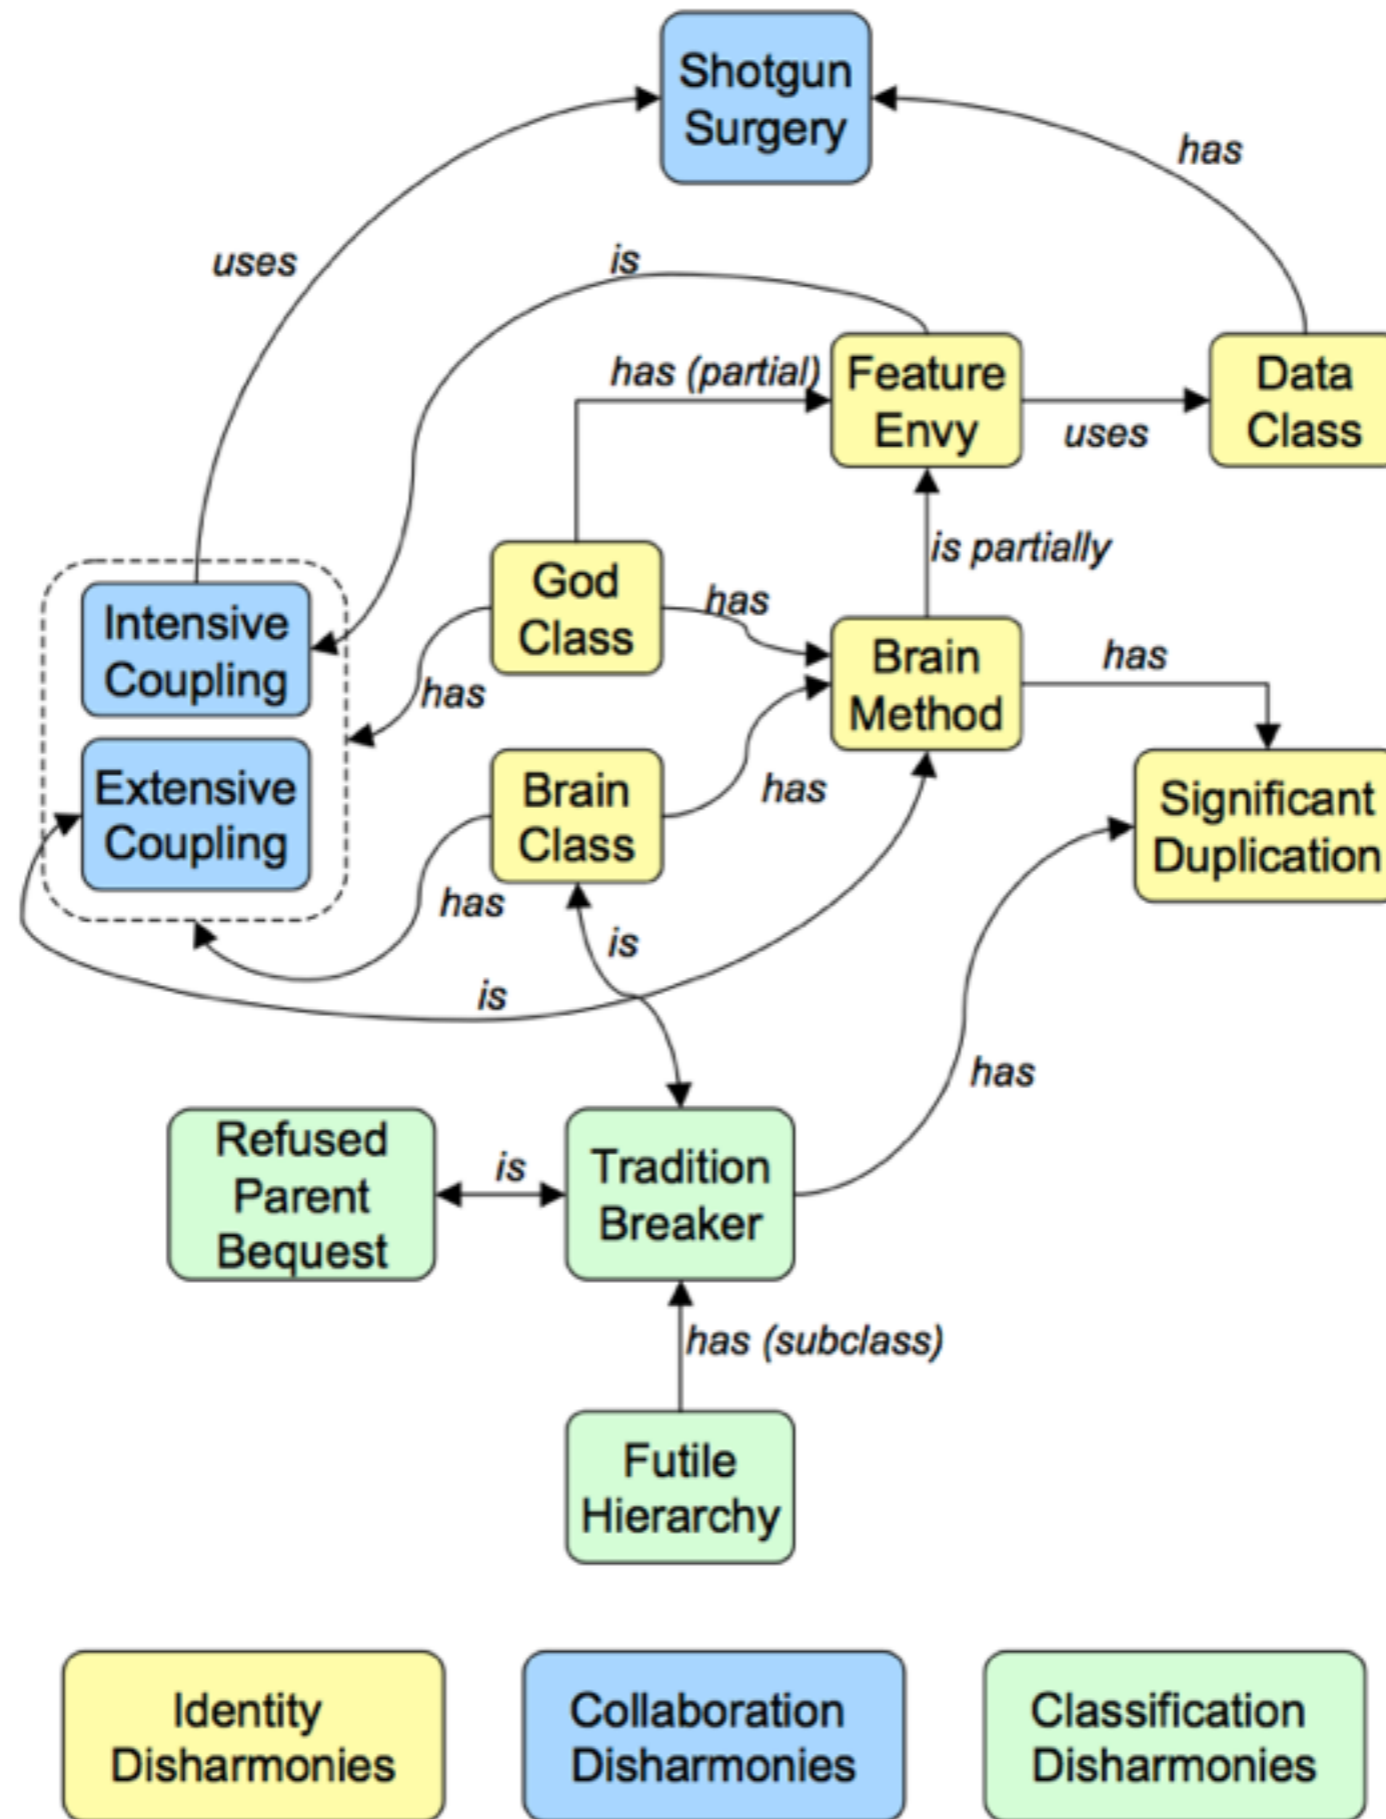 Shotgun
Surgery
has
uses
is
has (partial)
Feature
Envy
uses
Data
Class
is partially
God
Class
has
has
Intensive
Coupling
Brain
Method
has
Extensive
Coupling
Brain
Class
has
has
Significant
Duplication
is
is
has
Refused
Parent
Bequest
is
Tradition
Breaker
has (subclass)
Futile
Hierarchy
Identity
Disharmonies
Collaboration
Disharmonies
Classification
Disharmonies